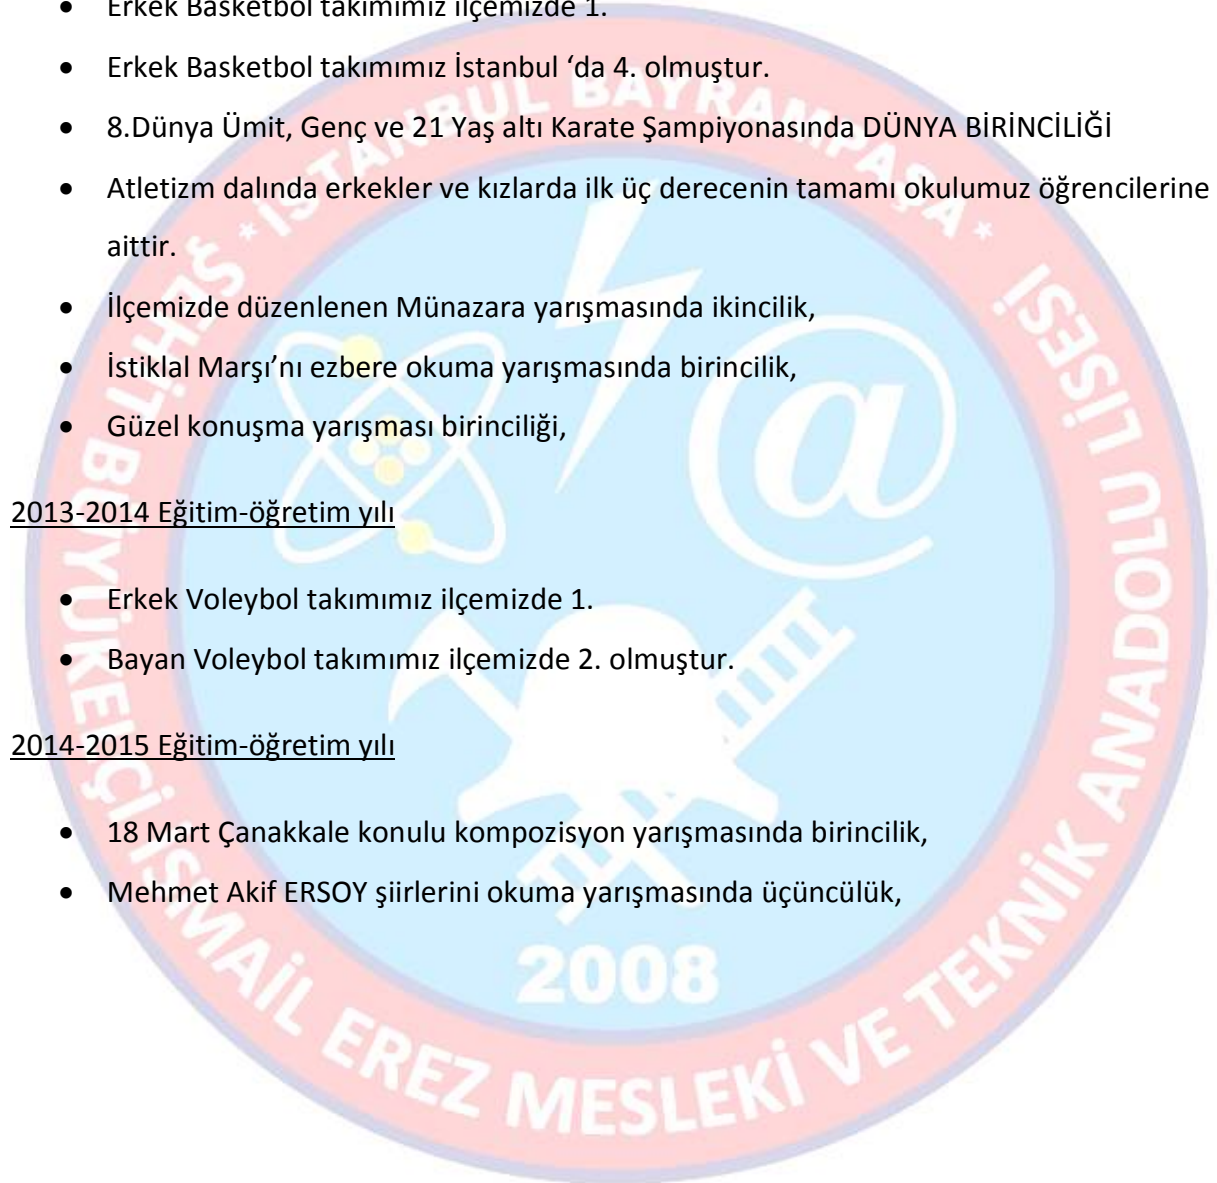 Erkek Basketbol takımımız ilçemizde 1.
Erkek Basketbol takımımız İstanbul ‘da 4. olmuştur.
8.Dünya Ümit, Genç ve 21 Yaş altı Karate Şampiyonasında DÜNYA BİRİNCİLİĞİ
Atletizm dalında erkekler ve kızlarda ilk üç derecenin tamamı okulumuz öğrencilerine
aittir.
İlçemizde düzenlenen Münazara yarışmasında ikincilik,
İstiklal Marşı’nı ezbere okuma yarışmasında birincilik,
Güzel konuşma yarışması birinciliği,
2013-2014 Eğitim-öğretim yılı
Erkek Voleybol takımımız ilçemizde 1.
Bayan Voleybol takımımız ilçemizde 2. olmuştur.
2014-2015 Eğitim-öğretim yılı
18 Mart Çanakkale konulu kompozisyon yarışmasında birincilik,
Mehmet Akif ERSOY şiirlerini okuma yarışmasında üçüncülük,
* İSTANBUL BAYRAMPAŞA *
ŞEHİT BÜYÜKELÇİ İSMAİL EREZ MESLEKİ VE TEKNİK ANADOLU LİSESİ
@
2008